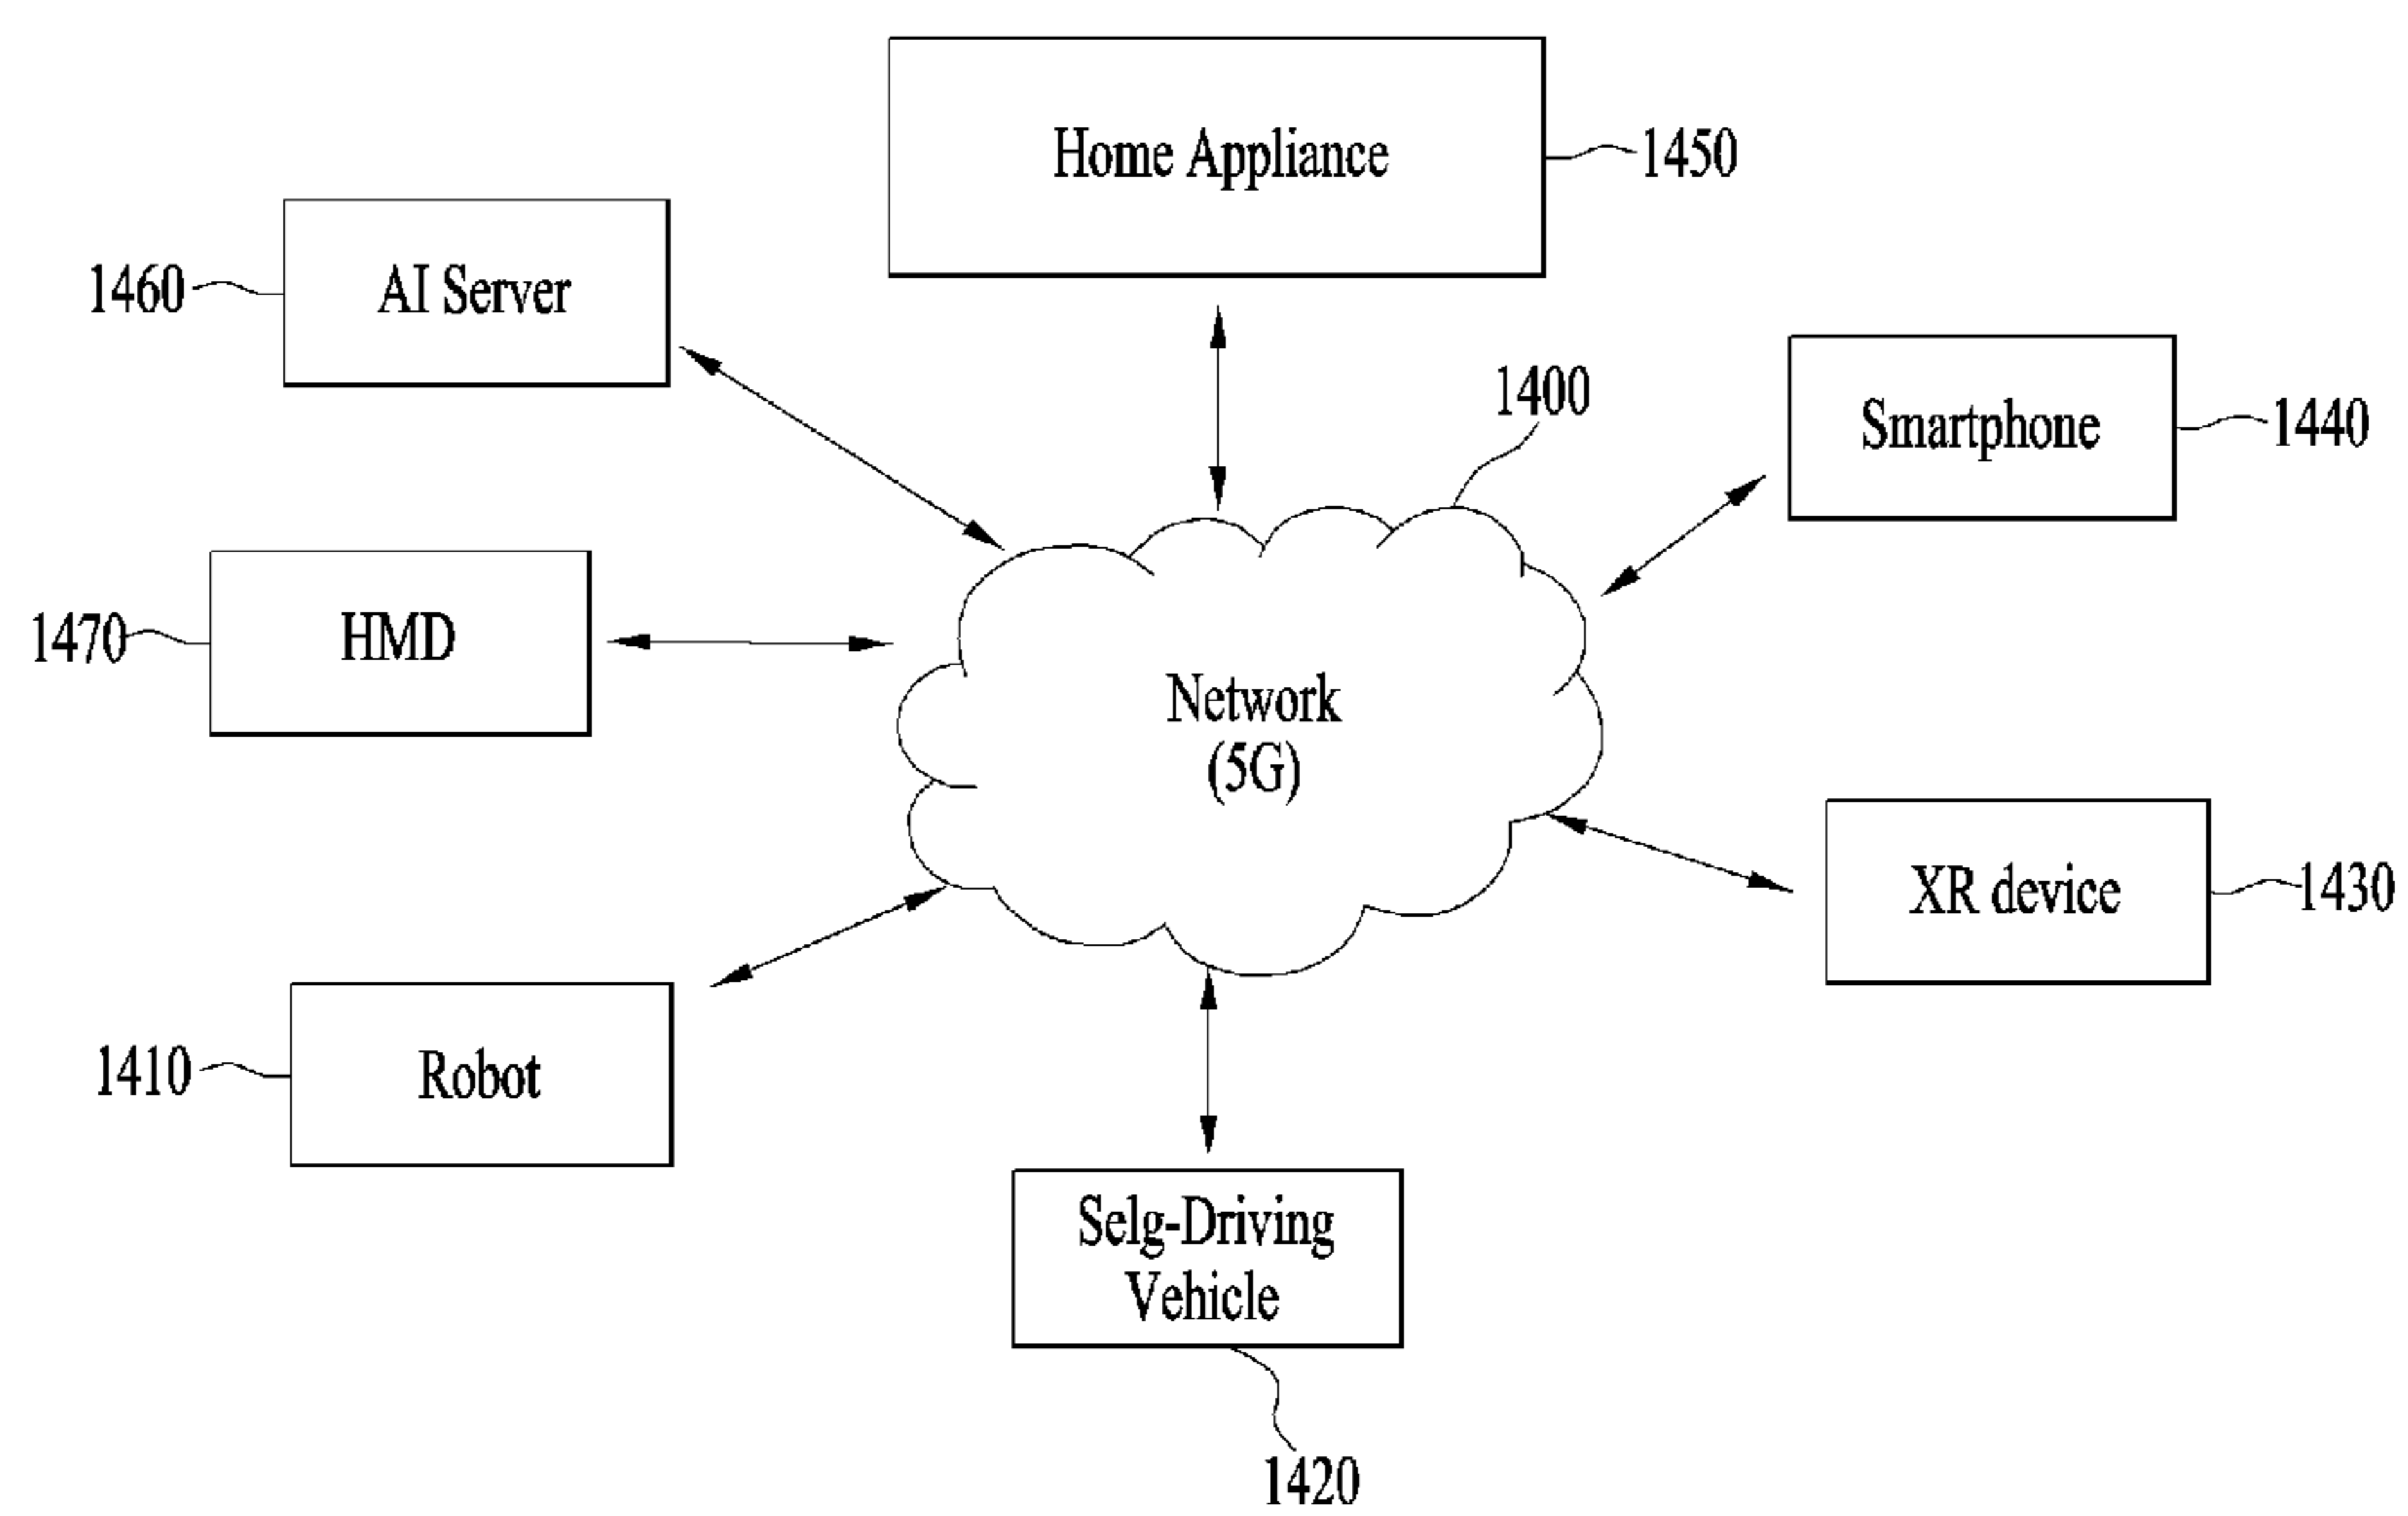 Home Appliance
1450
1460
AI Server
1400
Smartphone
1440
1470
HMD
Network
(5G)
XR device
1430
1410
Robot
Selg-Driving
Vehicle
1420